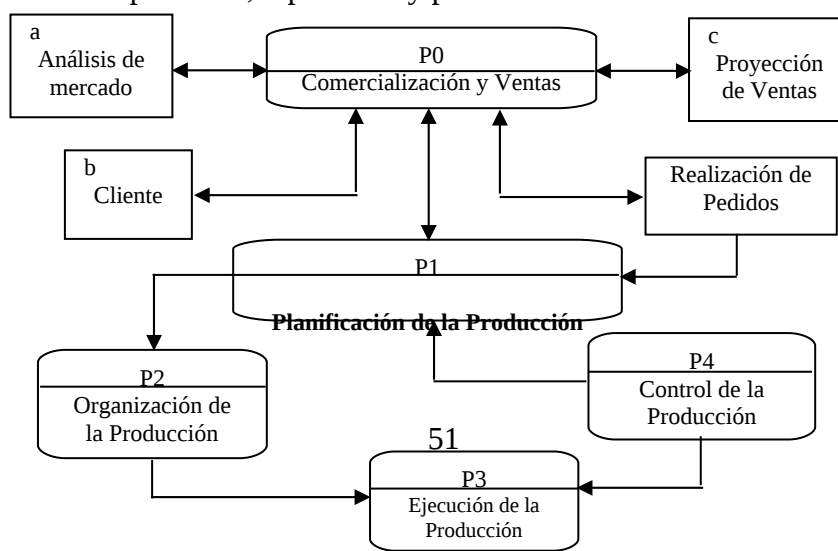 a
Análisis de
mercado
P0
Comercialización y Ventas
c
Proyección
de Ventas
b
Cliente
Realización de
Pedidos
P1
Planificación de la Producción
P2
Organización de
la Producción
P4
Control de la
Producción
51
P3
Ejecución de la
Producción